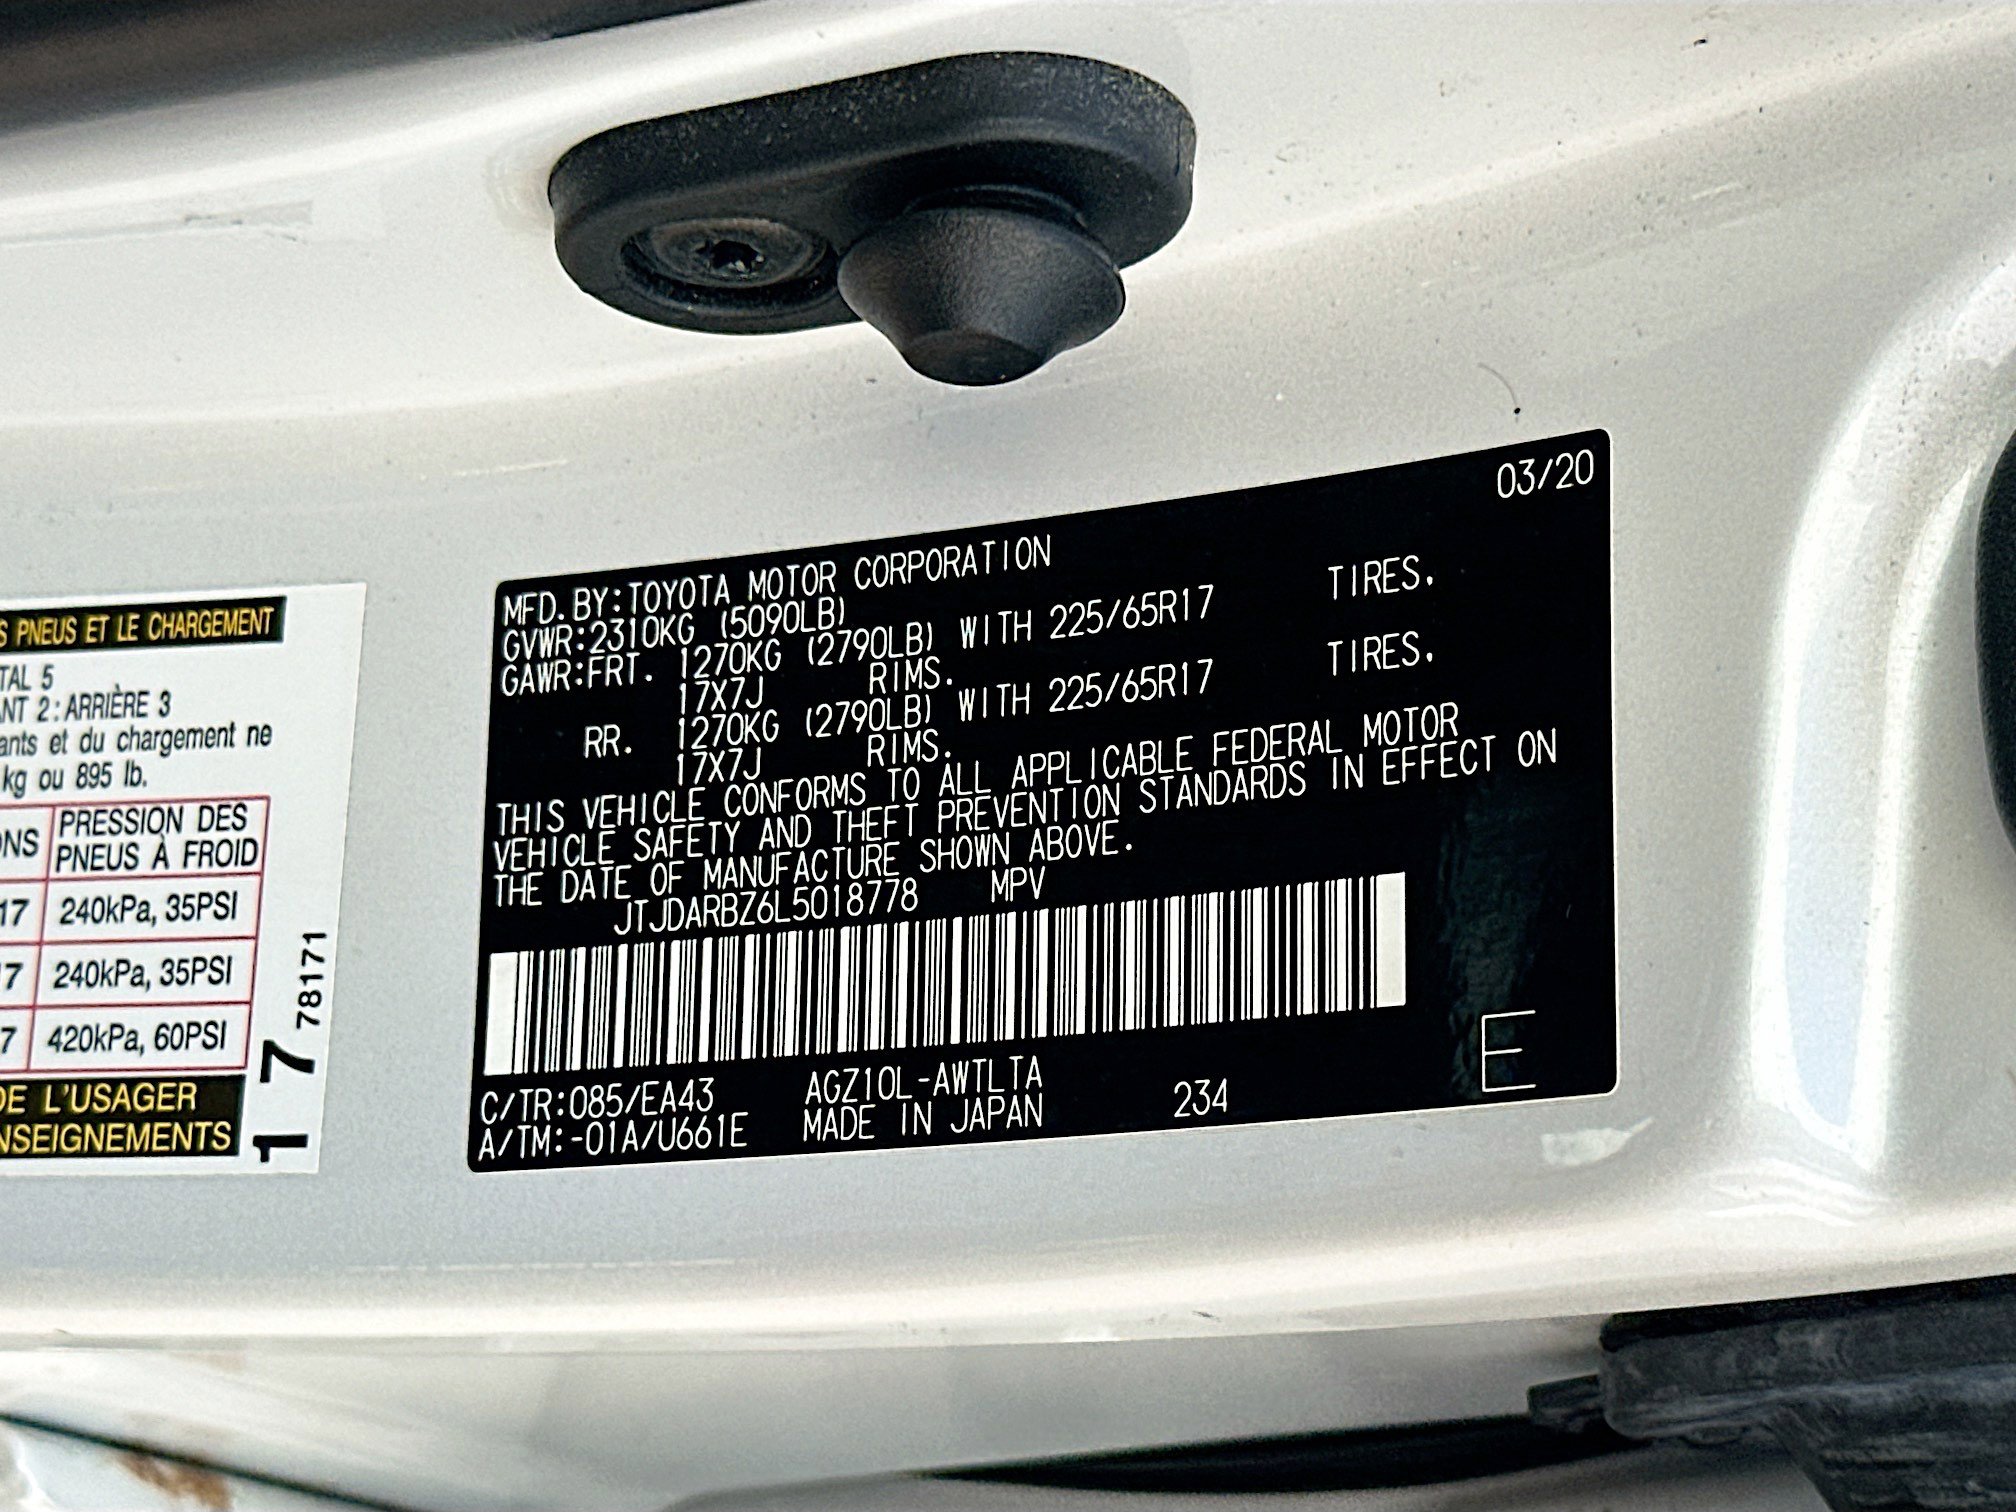 S PNEUS ET LE CHARGEMENT
TAL 5
ANT 2: ARRIÈRE 3
ants et du chargement ne
kg ou 895 lb.
ONS PRESSION DES
PNEUS À FROID
17 240kPa, 35PSI
17 240kPa, 35PSI
7 420kPa, 60PSI
DE L'USAGER
NSEIGNEMENTS
17 78171
03/20
MFD.BY:TOYOTA MOTOR CORPORATION
GVWR:2310KG (5090LB)
GAWR:FRT. 1270KG (2790LB) WITH 225/65R17 TIRES.
17X7J RIMS.
RR. 1270KG (2790LB) WITH 225/65R17 TIRES.
17X7J RIMS.
THIS VEHICLE CONFORMS TO ALL APPLICABLE FEDERAL MOTOR
VEHICLE SAFETY AND THEFT PREVENTION STANDARDS IN EFFECT ON
THE DATE OF MANUFACTURE SHOWN ABOVE.
JTJDARBZ6L5018778 MPV
C/TR:085/EA43 AGZ10L-AWTLTA
A/TM:-01A/U661E MADE IN JAPAN 234 E